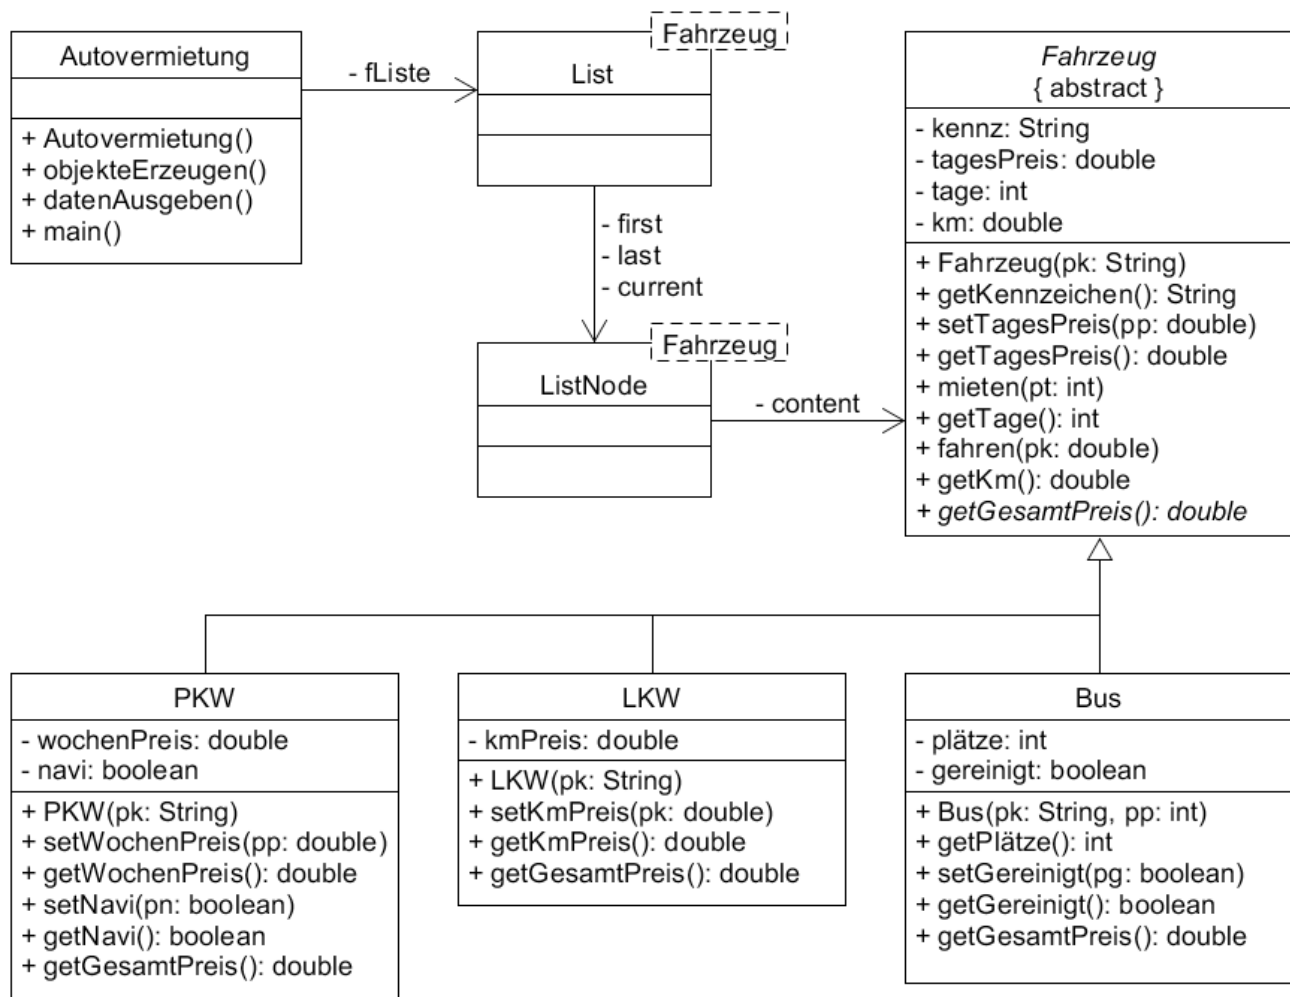 Autovermietung
+ Autovermietung()
+ objekteErzeugen()
+ datenAusgeben()
+ main()
- fListe
Fahrzeug
List
- first
- last
- current
Fahrzeug
ListNode
- content
Fahrzeug
{ abstract }
- kennz: String
- tagesPreis: double
- tage: int
- km: double
+ Fahrzeug(pk: String)
+ getKennzeichen(): String
+ setTagesPreis(pp: double)
+ getTagesPreis(): double
+ mieten(pt: int)
+ getTage(): int
+ fahren(pk: double)
+ getKm(): double
+ getGesamtPreis(): double
PKW
- wochenPreis: double
- navi: boolean
+ PKW(pk: String)
+ setWochenPreis(pp: double)
+ getWochenPreis(): double
+ setNavi(pn: boolean)
+ getNavi(): boolean
+ getGesamtPreis(): double
LKW
- kmPreis: double
+ LKW(pk: String)
+ setKmPreis(pk: double)
+ getKmPreis(): double
+ getGesamtPreis(): double
Bus
- plätze: int
- gereinigt: boolean
+ Bus(pk: String, pp: int)
+ getPlätze(): int
+ setGereinigt(pg: boolean)
+ getGereinigt(): boolean
+ getGesamtPreis(): double